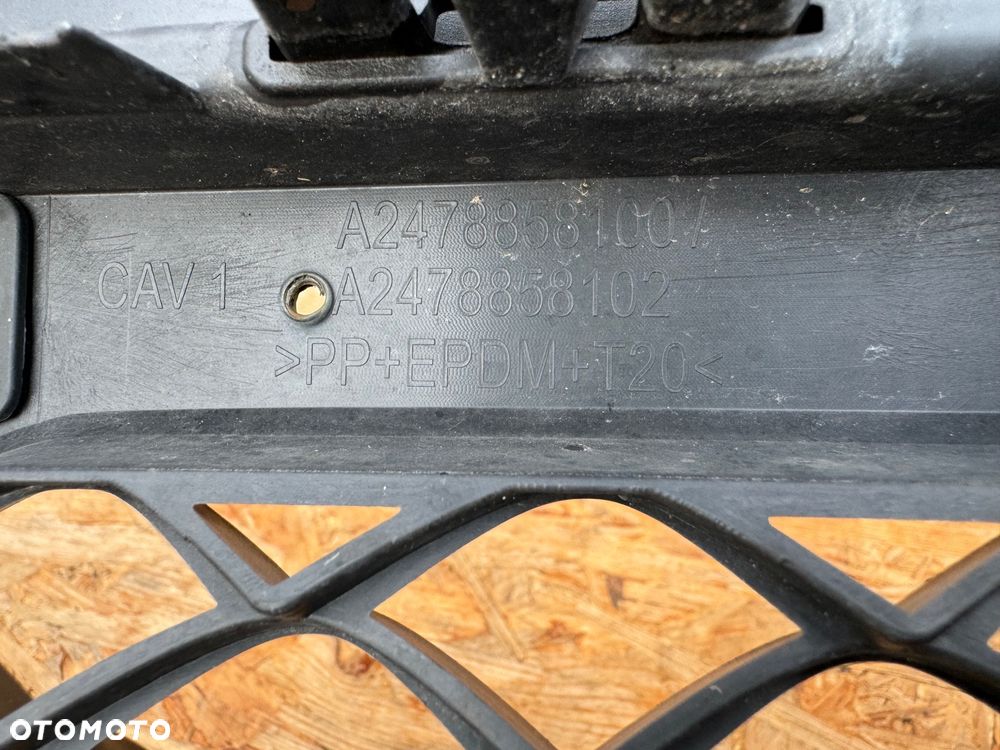 A2478858100/
CAV 1
A2478858102
>PP+EPDM+T20<
OTOMOTO